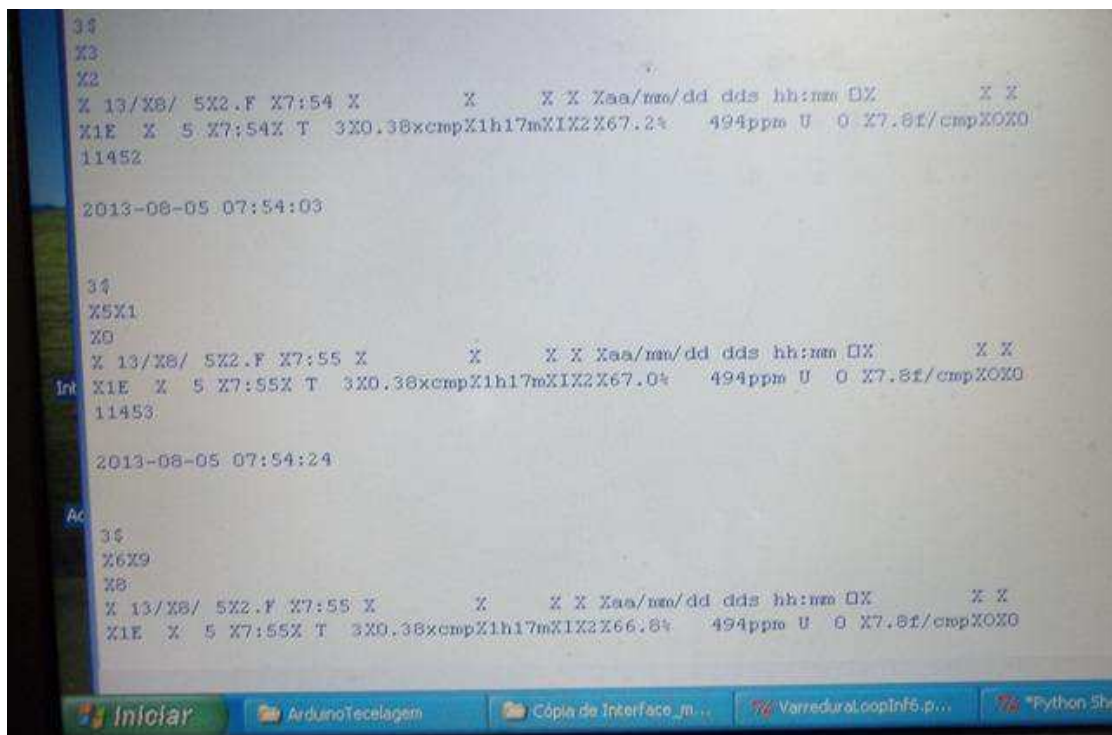 3$
X3
X2
X 13/X8/ 5X2.F X7:54 X X X X Xaa/mm/dd dds hh:mm □X X X
X1E X 5 X7:54X T 3X0.38xcmpX1h17mXIX2X67.2% 494ppm U O X7.8f/cmpXOXO
11452
2013-08-05 07:54:03
3$
X5X1
X0
X 13/X8/ 5X2.F X7:55 X X X X Xaa/mm/dd dds hh:mm □X X X
X1E X 5 X7:55X T 3X0.38xcmpX1h17mXIX2X67.0% 494ppm U O X7.8f/cmpXOXO
11453
2013-08-05 07:54:24
3$
X6X9
X8
X 13/X8/ 5X2.F X7:55 X X X X Xaa/mm/dd dds hh:mm □X X X
X1E X 5 X7:55X T 3X0.38xcmpX1h17mXIX2X66.8% 494ppm U O X7.8f/cmpXOXO
Int
Iniciar ArduinoTecelagem Cópia de Interface_m... VarreduraLoopInf6.p... *Python Sh